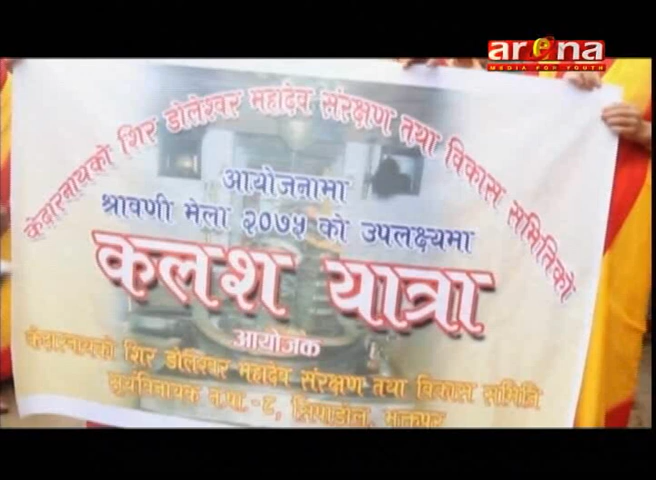 arena
MEDIA FOR YOUTH
केदारनाथको शिर डोलेश्वर महादेव संरक्षण तथा विकास समितिको
आयोजनामा
श्रावणी मेला २०७५ को उपलक्ष्यमा
कलश यात्रा
आयोजक
केदारनाथको शिर डोलेश्वर महादेव संरक्षण तथा विकास समिति
सूर्यविनायक न.पा.-८, सिपाडोल, भक्तपुर